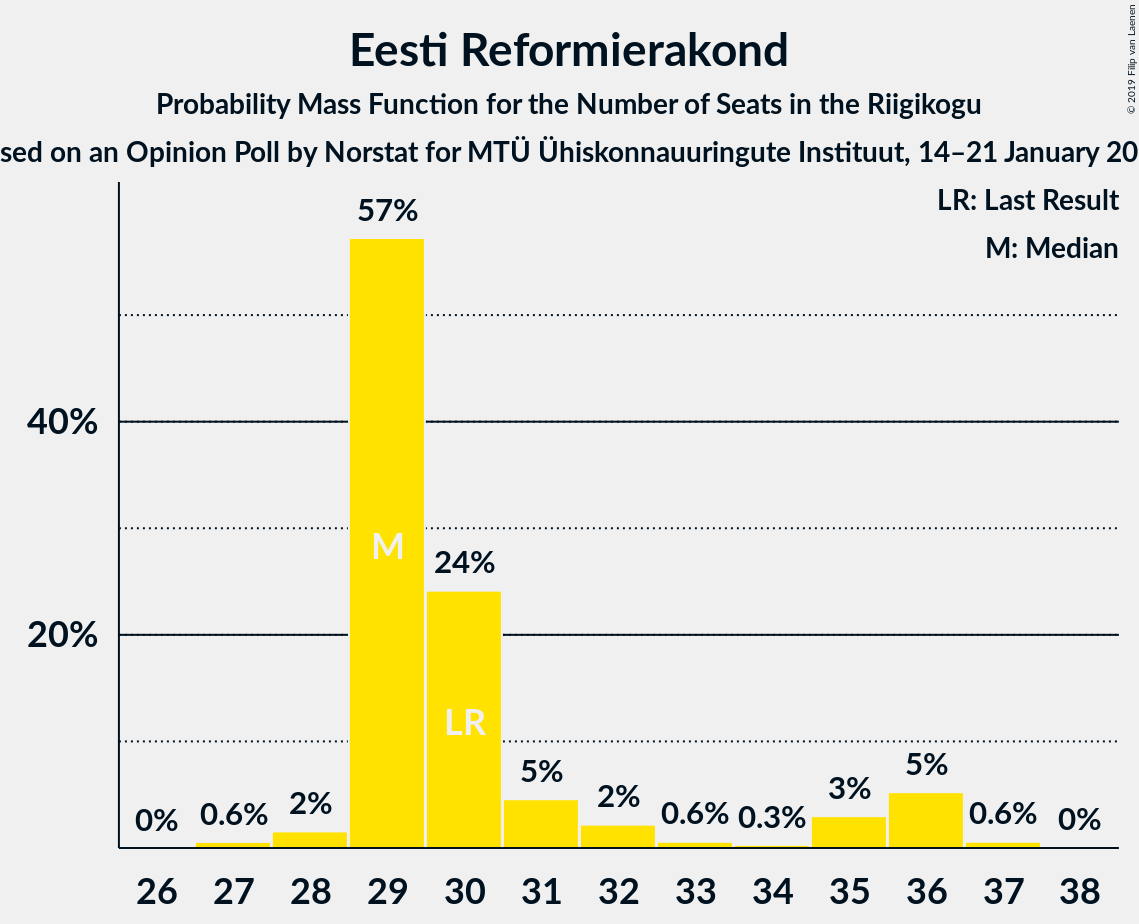 Eesti Reformierakond
Probability Mass Function for the Number of Seats in the Riigikogu
sed on an Opinion Poll by Norstat for MTÜ Ühiskonnauuringute Instituut, 14–21 January 20
© 2019 Filip van Laenen
LR: Last Result
M: Median
57%
40%
M
24%
20%
LR
0%
0.6%
2%
5%
2%
0.6%
0.3%
3%
5%
0.6%
0%
26 27 28 29 30 31 32 33 34 35 36 37 38